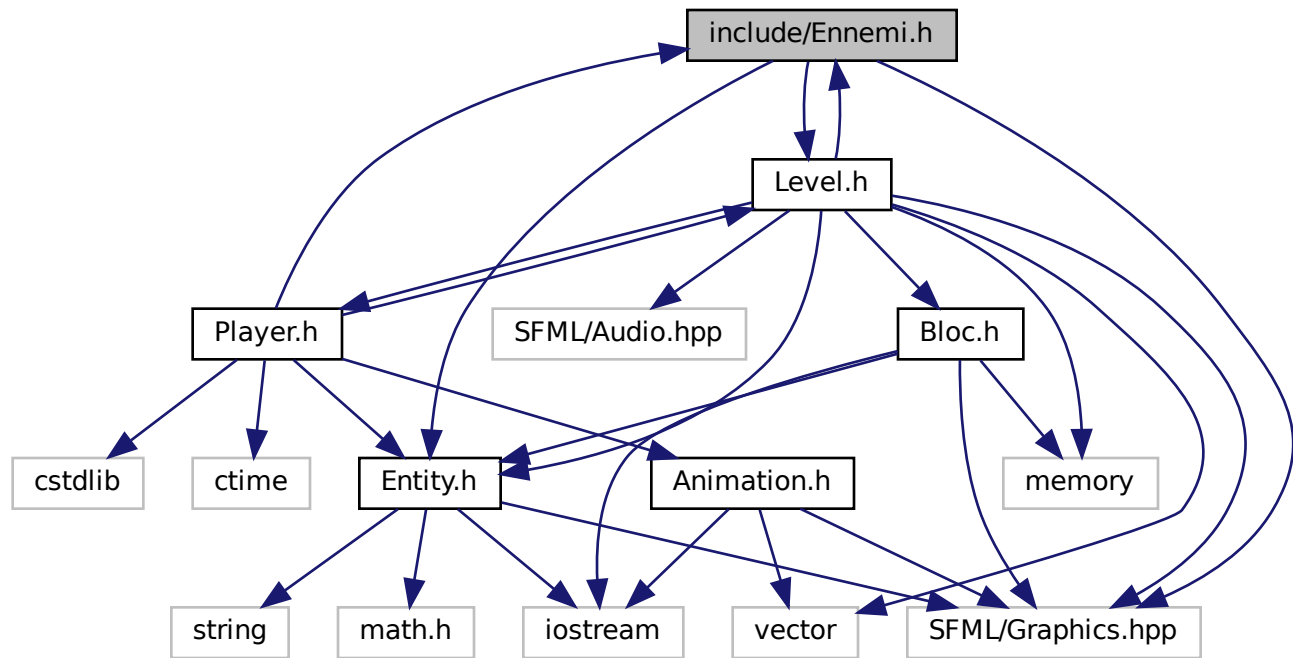 include/Ennemi.h
Level.h
Player.h
SFML/Audio.hpp
Bloc.h
cstdlib
ctime
Entity.h
Animation.h
memory
string
math.h
iostream
vector
SFML/Graphics.hpp